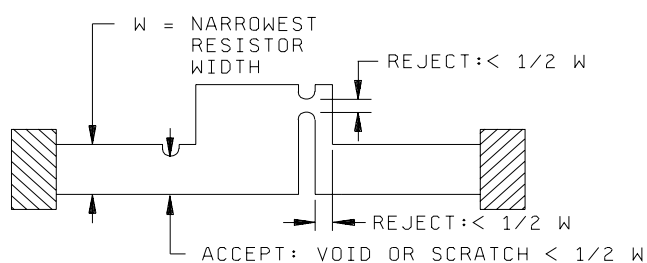 W = NARROWEST
RESISTOR
WIDTH
REJECT:< 1/2 W
REJECT:< 1/2 W
ACCEPT: VOID OR SCRATCH < 1/2 W